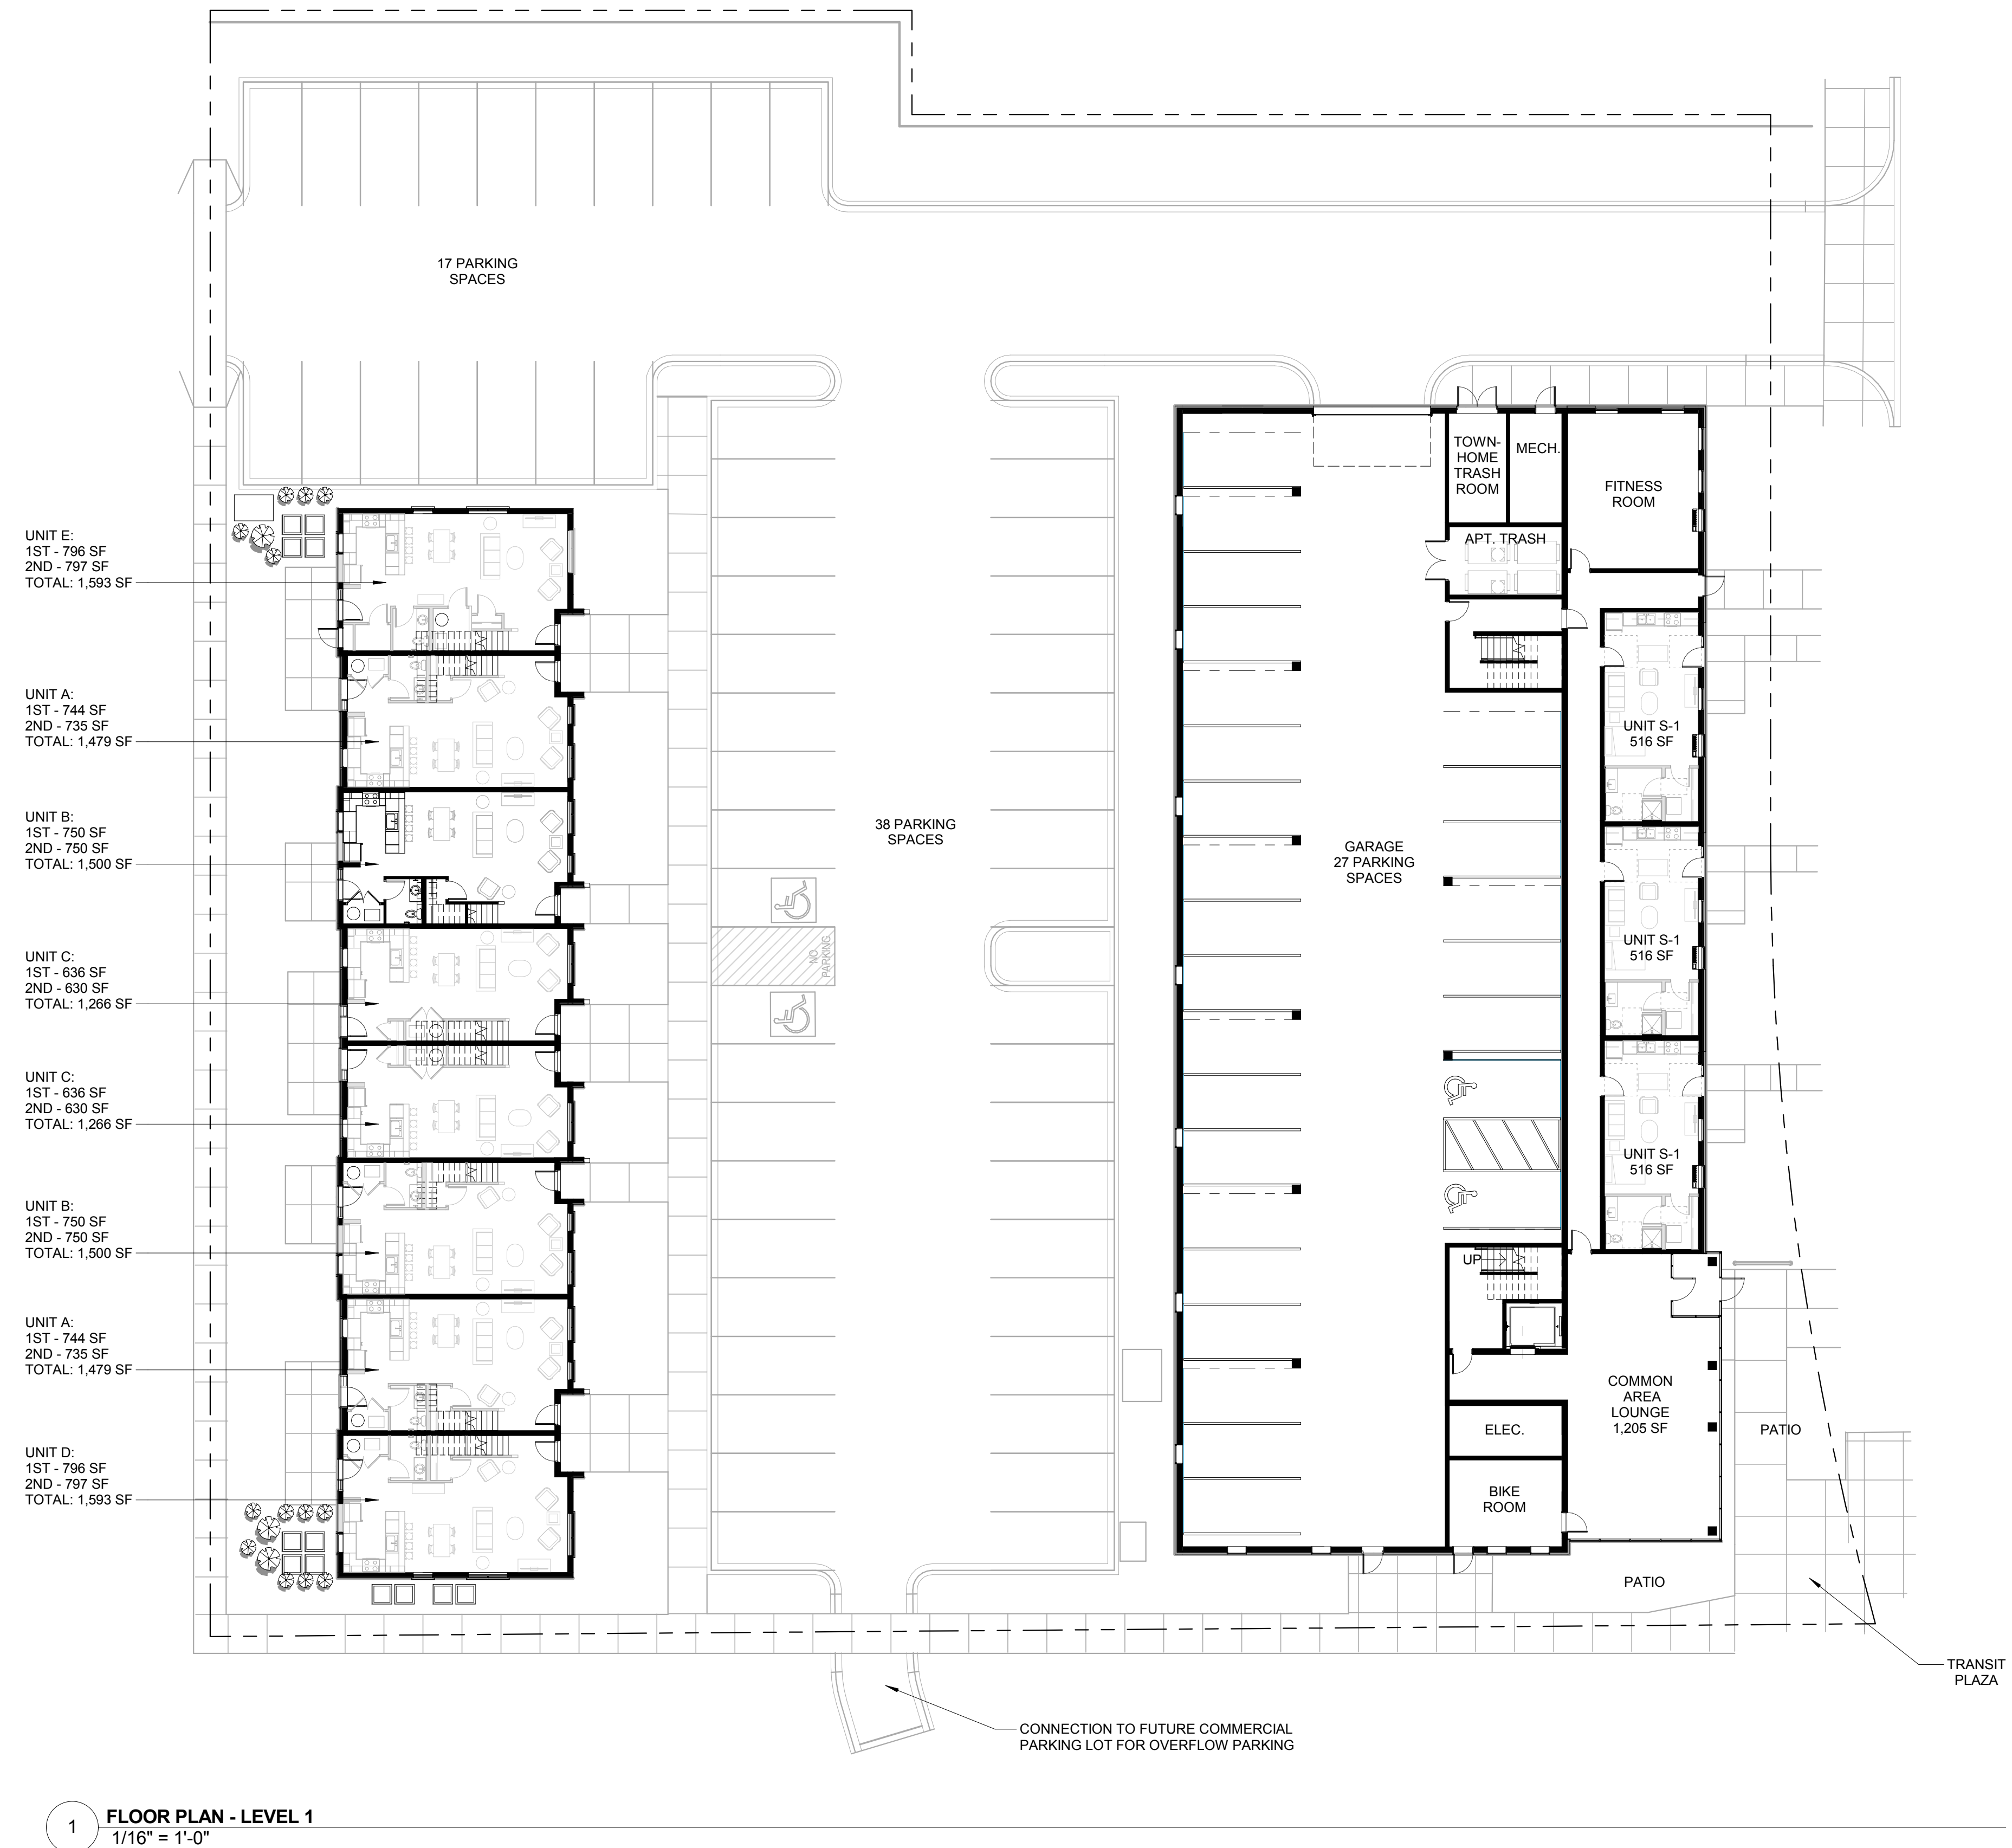 17 PARKING
SPACES
TOWN-
HOME
TRASH
ROOM
MECH.
FITNESS
ROOM
APT. TRASH
UNIT E:
1ST - 796 SF
2ND - 797 SF
TOTAL: 1,593 SF
UNIT A:
1ST - 744 SF
2ND - 735 SF
TOTAL: 1,479 SF
UNIT S-1
516 SF
UNIT B:
1ST - 750 SF
2ND - 750 SF
TOTAL: 1,500 SF
38 PARKING
SPACES
GARAGE
27 PARKING
SPACES
NO
PARKING
UNIT S-1
516 SF
UNIT C:
1ST - 636 SF
2ND - 630 SF
TOTAL: 1,266 SF
UNIT C:
1ST - 636 SF
2ND - 630 SF
TOTAL: 1,266 SF
UNIT S-1
516 SF
UNIT B:
1ST - 750 SF
2ND - 750 SF
TOTAL: 1,500 SF
UP
UNIT A:
1ST - 744 SF
2ND - 735 SF
TOTAL: 1,479 SF
COMMON
AREA
LOUNGE
1,205 SF
ELEC.
PATIO
UNIT D:
1ST - 796 SF
2ND - 797 SF
TOTAL: 1,593 SF
BIKE
ROOM
PATIO
TRANSIT
PLAZA
CONNECTION TO FUTURE COMMERCIAL
PARKING LOT FOR OVERFLOW PARKING
1
FLOOR PLAN - LEVEL 1
1/16" = 1'-0"